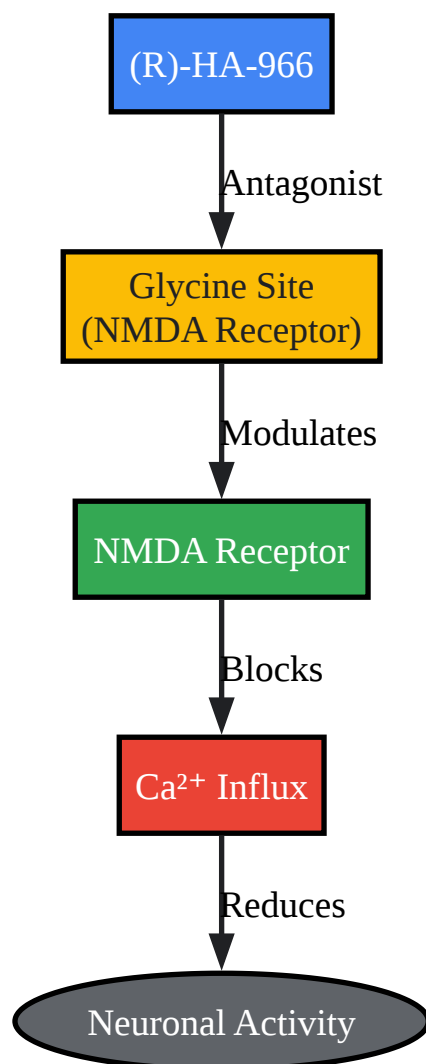 (R)-HA-966
Antagonist
Glycine Site
(NMDA Receptor)
Modulates
NMDA Receptor
Blocks
Ca²⁺ Influx
Reduces
Neuronal Activity